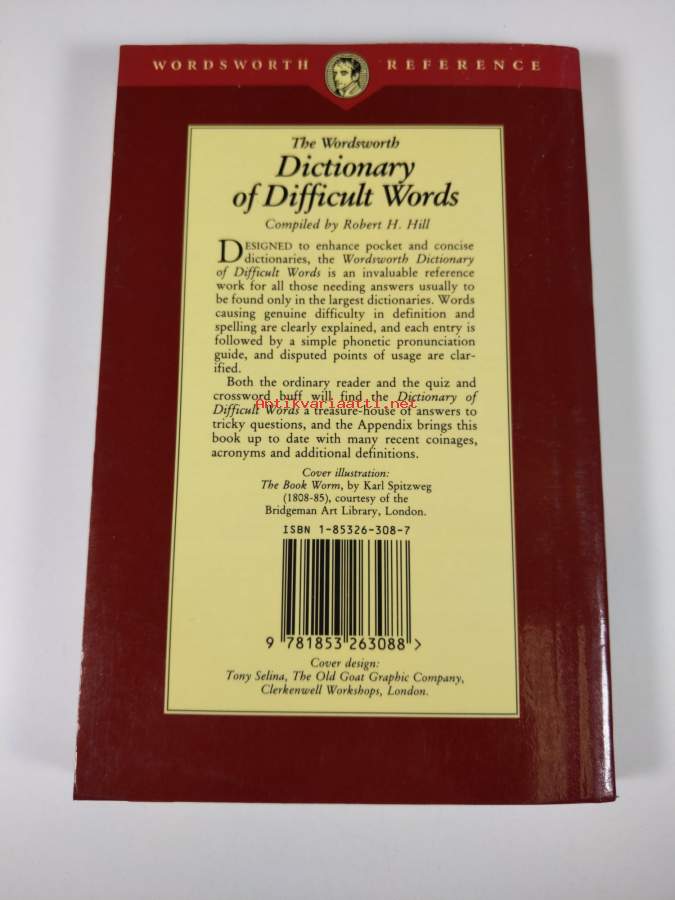 WORDSWORTH REFERENCE
The Wordsworth
Dictionary
of Difficult Words
Compiled by Robert H. Hill
DESIGNED to enhance pocket and concise
dictionaries, the Wordsworth Dictionary
of Difficult Words is an invaluable reference
work for all those needing answers usually to
be found only in the largest dictionaries. Words
causing genuine difficulty in definition and
spelling are clearly explained, and each entry is
followed by a simple phonetic pronunciation
guide, and disputed points of usage are clar-
ified.
Both the ordinary reader and the quiz and
crossword buff will find the Dictionary of
antikvariaatti.net
Difficult Words a treasure-house of answers to
tricky questions, and the Appendix brings this
book up to date with many recent coinages,
acronyms and additional definitions.
Cover illustration:
The Book Worm, by Karl Spitzweg
(1808-85), courtesy of the
Bridgeman Art Library, London.
ISBN 1-85326-308-7
9 781853 263088 >
Cover design:
Tony Selina, The Old Goat Graphic Company,
Clerkenwell Workshops, London.